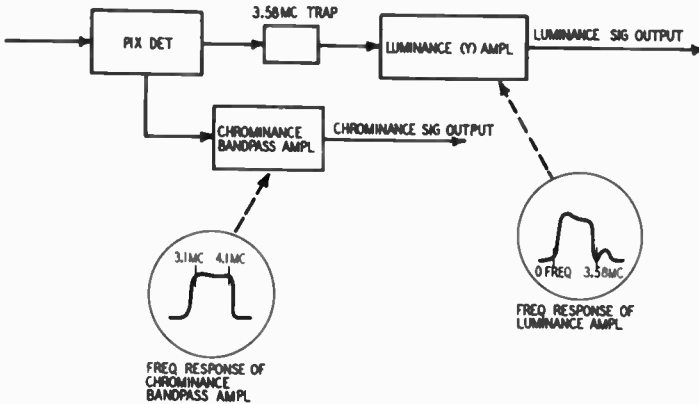 3.58MC TRAP
PIX DET
LUMINANCE (Y) AMPL
LUMINANCE SIG OUTPUT
CHROMINANCE
BANDPASS AMPL
CHROMINANCE SIG OUTPUT
3.1MC 4.1MC
FREQ RESPONSE OF
CHROMINANCE
BANDPASS AMPL
0 FREQ 3.58MC
FREQ RESPONSE OF
LUMINANCE AMPL